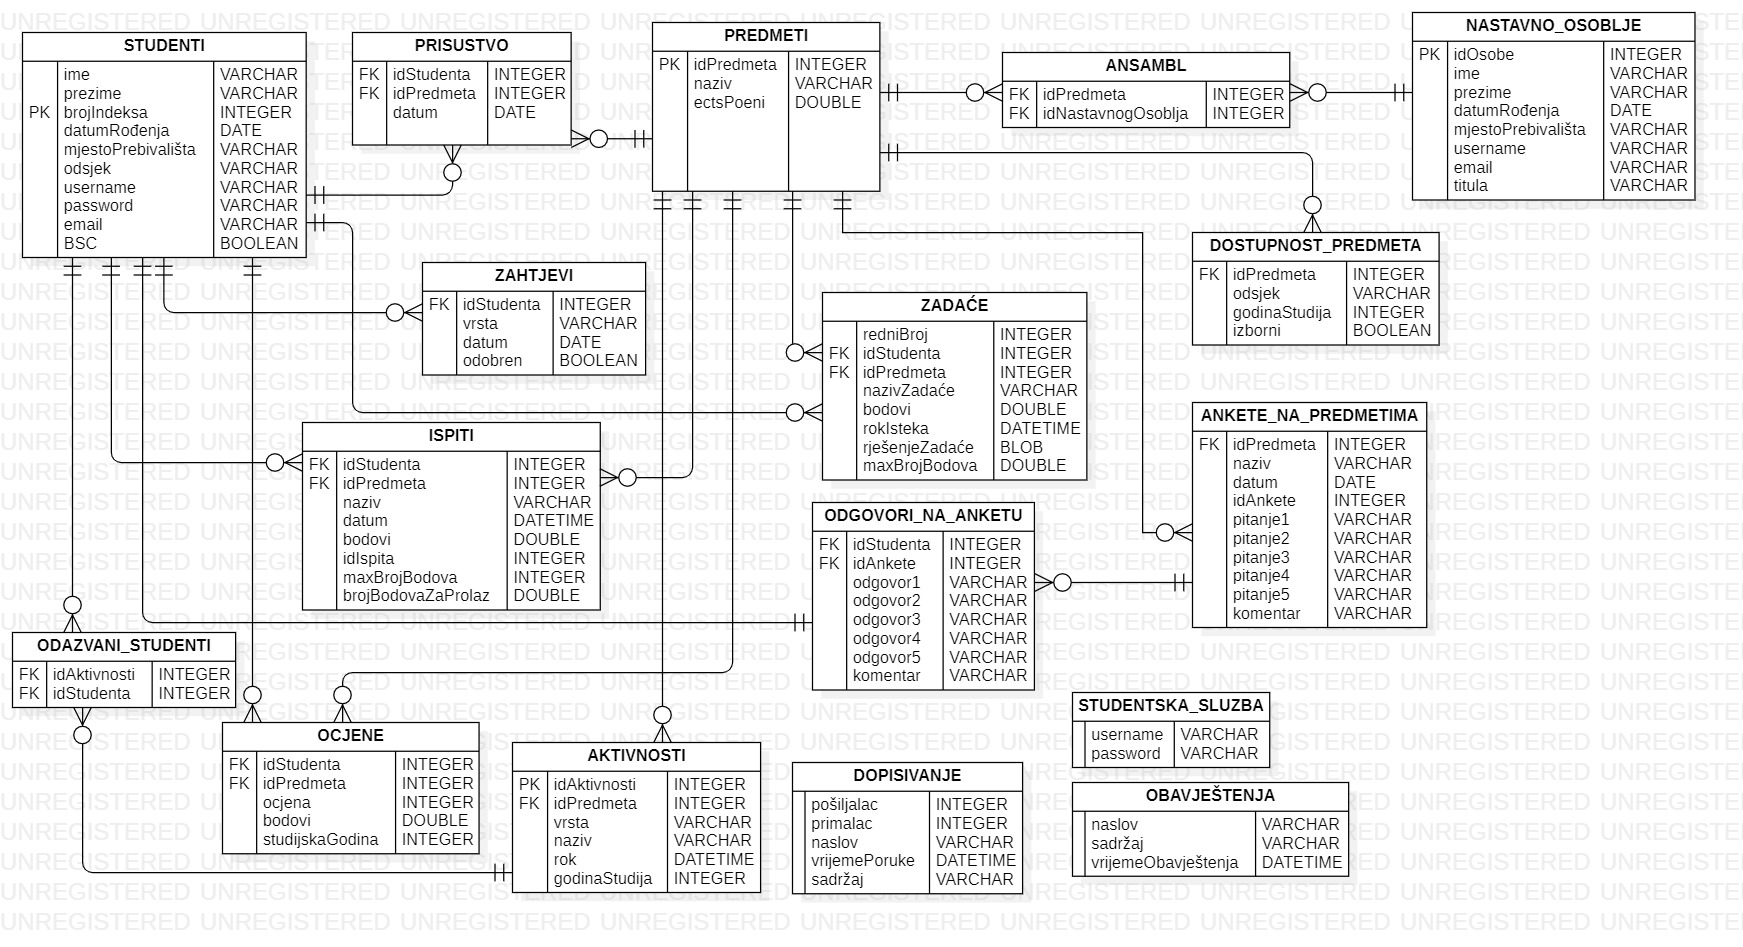 STUDENTI
ime VARCHAR
prezime VARCHAR
PK brojIndeksa INTEGER
datumRođenja DATE
mjestoPrebivališta VARCHAR
odsjek VARCHAR
username VARCHAR
password VARCHAR
email VARCHAR
BSC BOOLEAN
PRISUSTVO
FK idStudenta INTEGER
FK idPredmeta INTEGER
datum DATE
PREDMETI
PK idPredmeta INTEGER
naziv VARCHAR
ectsPoeni DOUBLE
ANSAMBL
FK idPredmeta INTEGER
FK idNastavnogOsoblja INTEGER
NASTAVNO_OSOBLJE
PK idOsobe INTEGER
ime VARCHAR
prezime VARCHAR
datumRođenja DATE
mjestoPrebivališta VARCHAR
username VARCHAR
email VARCHAR
titula VARCHAR
DOSTUPNOST_PREDMETA
FK idPredmeta INTEGER
odsjek VARCHAR
godinaStudija INTEGER
izborni BOOLEAN
ZAHTJEVI
FK idStudenta INTEGER
vrsta VARCHAR
datum DATE
odobren BOOLEAN
ZADAĆE
redniBroj INTEGER
FK idStudenta INTEGER
FK idPredmeta INTEGER
nazivZadaće VARCHAR
bodovi DOUBLE
rokIsteka DATETIME
rješenjeZadaće BLOB
maxBrojBodova DOUBLE
ISPITI
FK idStudenta INTEGER
FK idPredmeta INTEGER
naziv VARCHAR
datum DATETIME
bodovi DOUBLE
idIspita INTEGER
maxBrojBodova INTEGER
brojBodovaZaProlaz DOUBLE
ANKETE_NA_PREDMETIMA
FK idPredmeta INTEGER
naziv VARCHAR
datum DATE
idAnkete INTEGER
pitanje1 VARCHAR
pitanje2 VARCHAR
pitanje3 VARCHAR
pitanje4 VARCHAR
pitanje5 VARCHAR
komentar VARCHAR
ODGOVORI_NA_ANKETU
FK idStudenta INTEGER
FK idAnkete INTEGER
odgovor1 VARCHAR
odgovor2 VARCHAR
odgovor3 VARCHAR
odgovor4 VARCHAR
odgovor5 VARCHAR
komentar VARCHAR
ODAZVANI_STUDENTI
FK idAktivnosti INTEGER
FK idStudenta INTEGER
OCJENE
FK idStudenta INTEGER
FK idPredmeta INTEGER
ocjena INTEGER
bodovi DOUBLE
studijskaGodina INTEGER
AKTIVNOSTI
PK idAktivnosti INTEGER
FK idPredmeta INTEGER
vrsta VARCHAR
naziv VARCHAR
rok DATETIME
godinaStudija INTEGER
DOPISIVANJE
pošiljalac INTEGER
primalac INTEGER
naslov VARCHAR
vrijemePoruke DATETIME
sadržaj VARCHAR
STUDENTSKA_SLUZBA
username VARCHAR
password VARCHAR
OBAVJEŠTENJA
naslov VARCHAR
sadržaj VARCHAR
vrijemeObavještenja DATETIME
UNREGISTERED